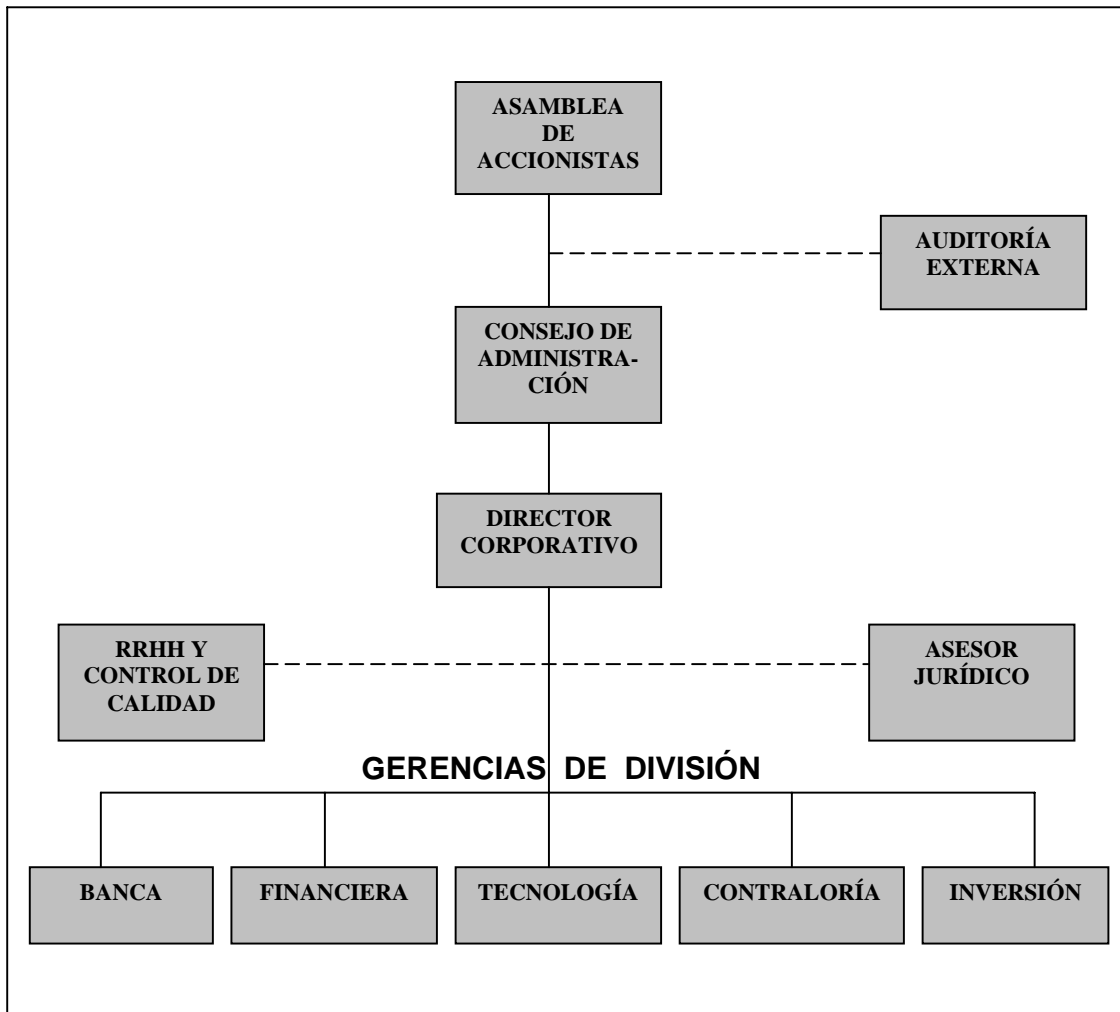 ASAMBLEA
DE
ACCIONISTAS
AUDITORÍA
EXTERNA
CONSEJO DE
ADMINISTRA-
CIÓN
DIRECTOR
CORPORATIVO
RRHH Y
CONTROL DE
CALIDAD
ASESOR
JURÍDICO
GERENCIAS DE DIVISIÓN
BANCA
FINANCIERA
TECNOLOGÍA
CONTRALORÍA
INVERSIÓN